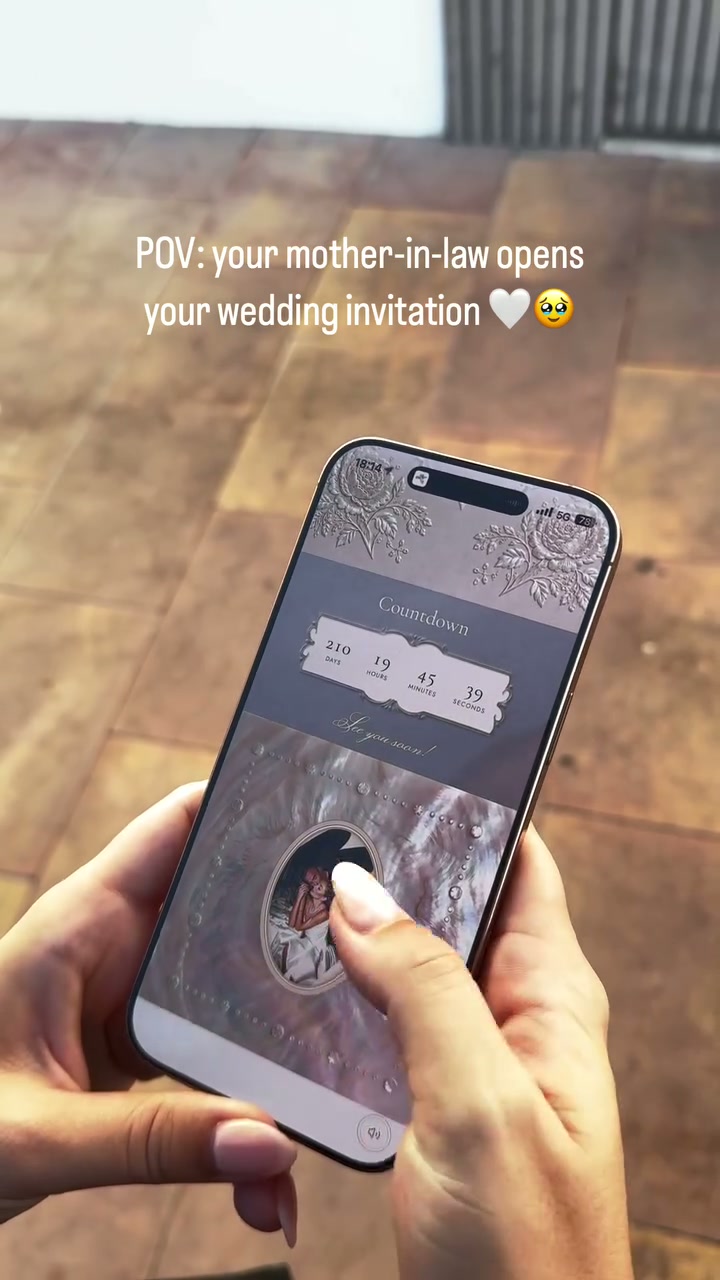 POV: your mother-in-law opens
your wedding invitation 🤍🥹
18:14
5G 78
Countdown
210 19 45 39
DAYS HOURS MINUTES SECONDS
See you soon!